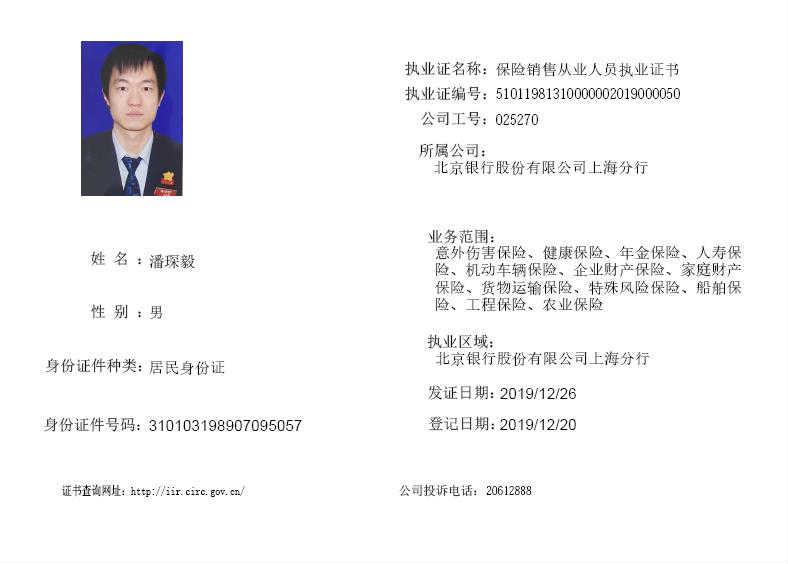 姓 名：潘琛毅
性 别：男
身份证件种类：居民身份证
身份证件号码：310103198907095057
证书查询网址：http://iir.circ.gov.cn/
执业证名称：保险销售从业人员执业证书
执业证编号：51011981310000002019000050
公司工号：025270
所属公司：
北京银行股份有限公司上海分行
业务范围：
意外伤害保险、健康保险、年金保险、人寿保
险、机动车辆保险、企业财产保险、家庭财产
保险、货物运输保险、特殊风险保险、船舶保
险、工程保险、农业保险
执业区域：
北京银行股份有限公司上海分行
发证日期：2019/12/26
登记日期：2019/12/20
公司投诉电话：20612888